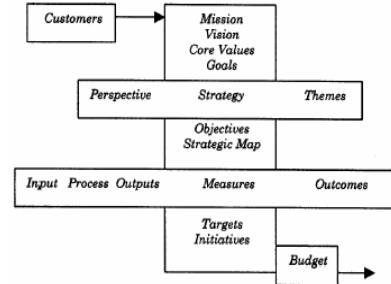 Customers
Mission
Vision
Core Values
Goals
Perspective Strategy Themes
Objectives
Strategic Map
Input Process Outputs Measures Outcomes
Targets
Initiatives
Budget